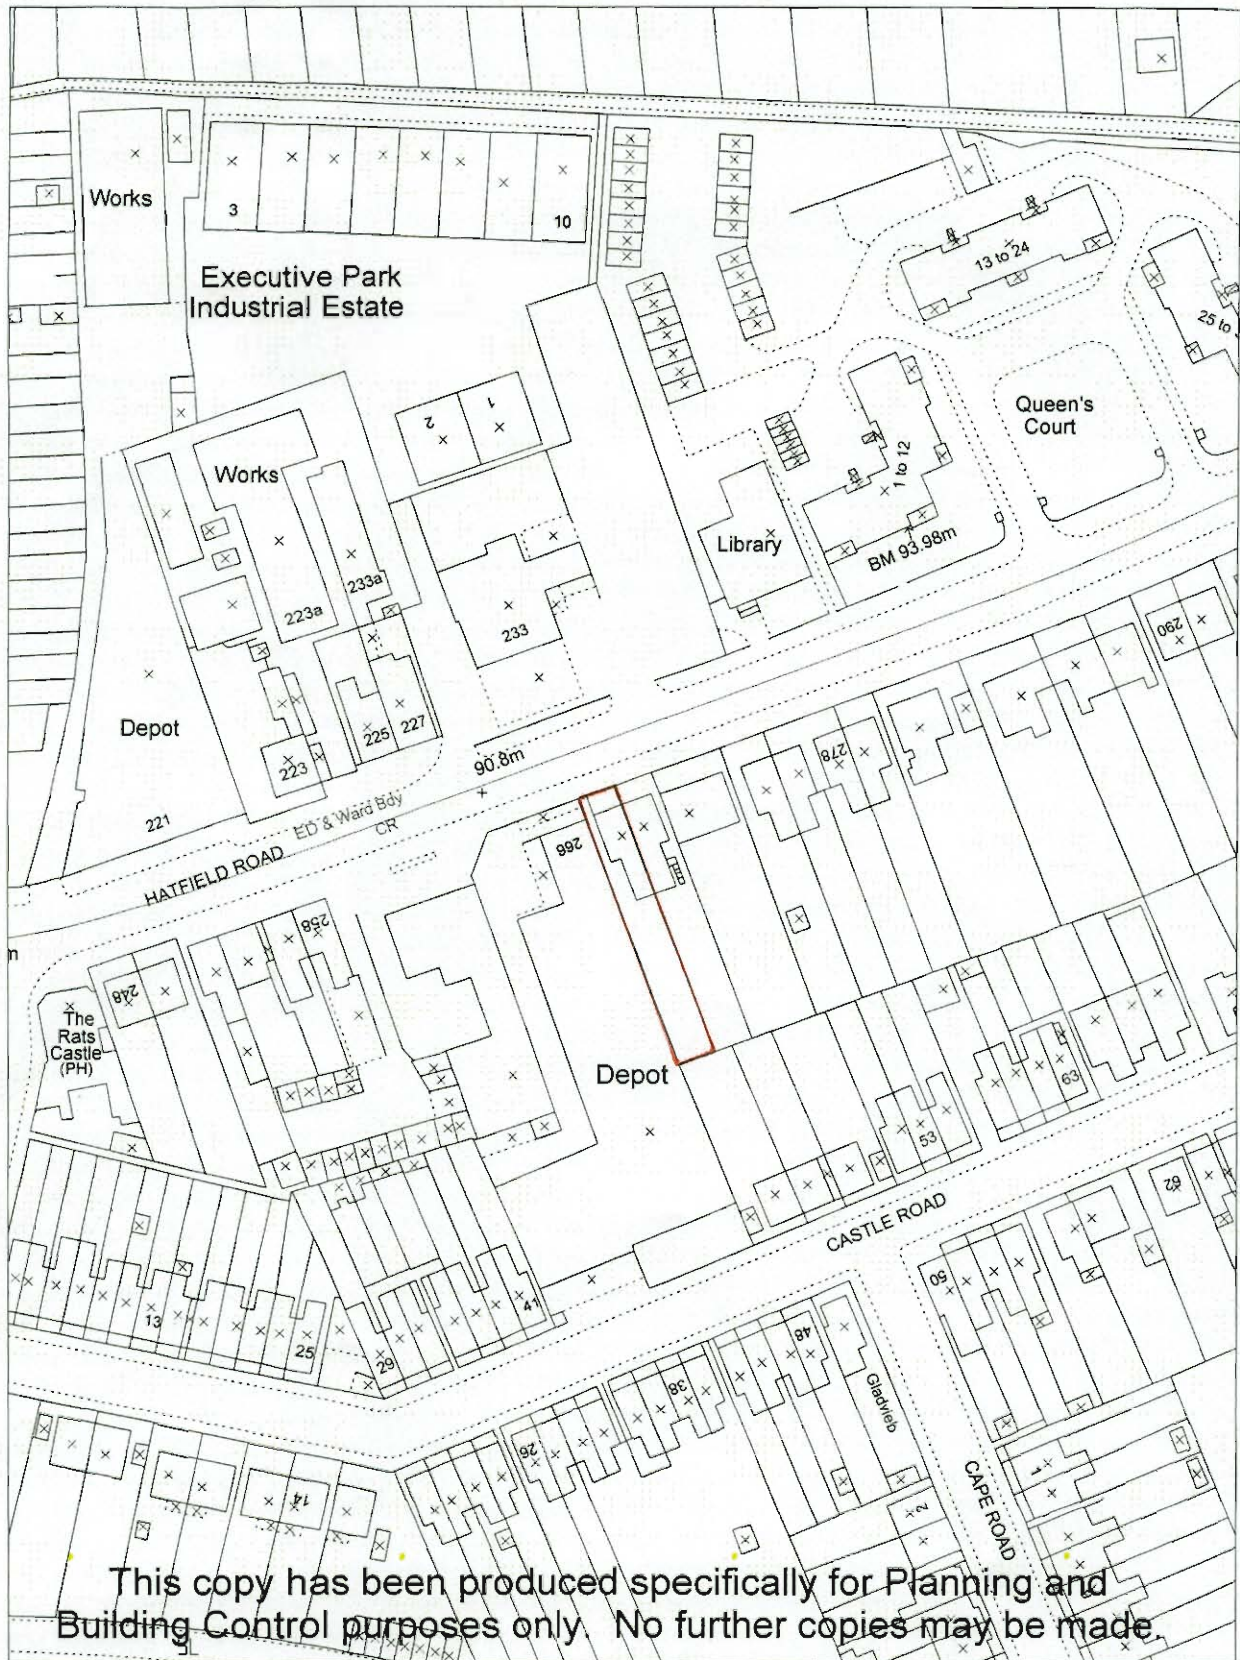 Works
3
10
Executive Park
Industrial Estate
13 to 24
25 to
Queen's
Court
2
1
Works
1 to 12
Library
BM 93.98m
233a
223a
233
290
Depot
225
227
223
90.8m
278
221
ED & Ward Bdy
CR
HATFIELD ROAD
266
258
248
m
The
Rats
Castle
(PH)
Depot
63
53
62
CASTLE ROAD
50
13
25
29
41
48
38
Gladvieb
26
14
1
2
CAPE ROAD
This copy has been produced specifically for Planning and
Building Control purposes only. No further copies may be made.